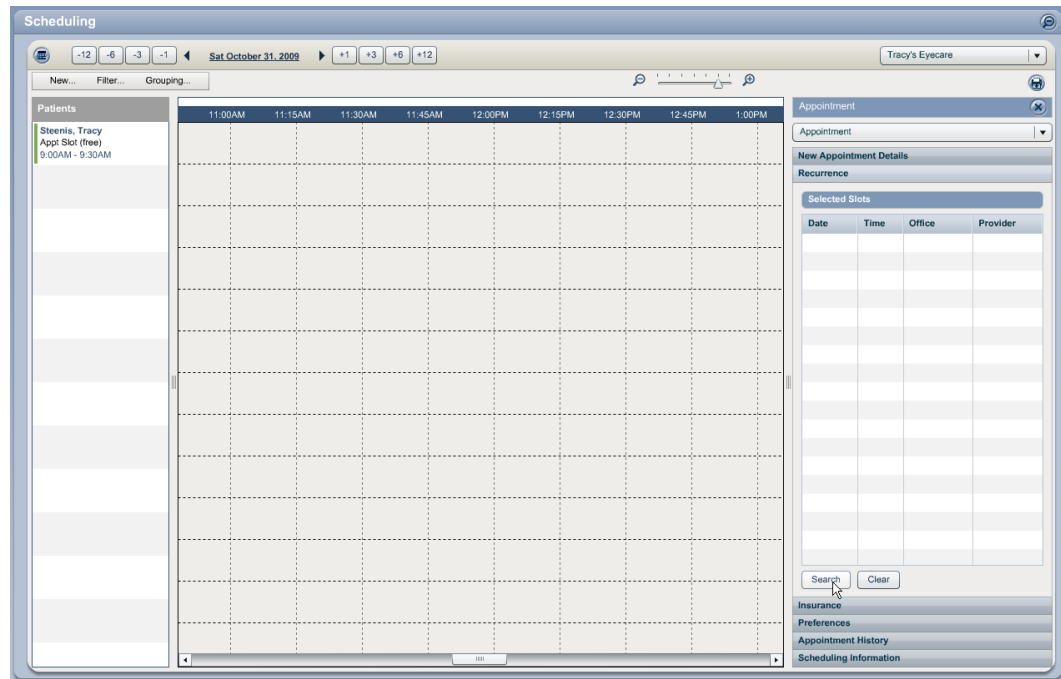 Scheduling
-12 -6 -3 -1 Sat October 31, 2009 +1 +3 +6 +12 Tracy's Eyecare
New... Filter... Grouping...
Patients
Steenis, Tracy
Appt Slot (free)
9:00AM - 9:30AM
11:00AM 11:15AM 11:30AM 11:45AM 12:00PM 12:15PM 12:30PM 12:45PM 1:00PM
Appointment
Appointment
New Appointment Details
Recurrence
Selected Slots
Date Time Office Provider
Search Clear
Insurance
Preferences
Appointment History
Scheduling Information